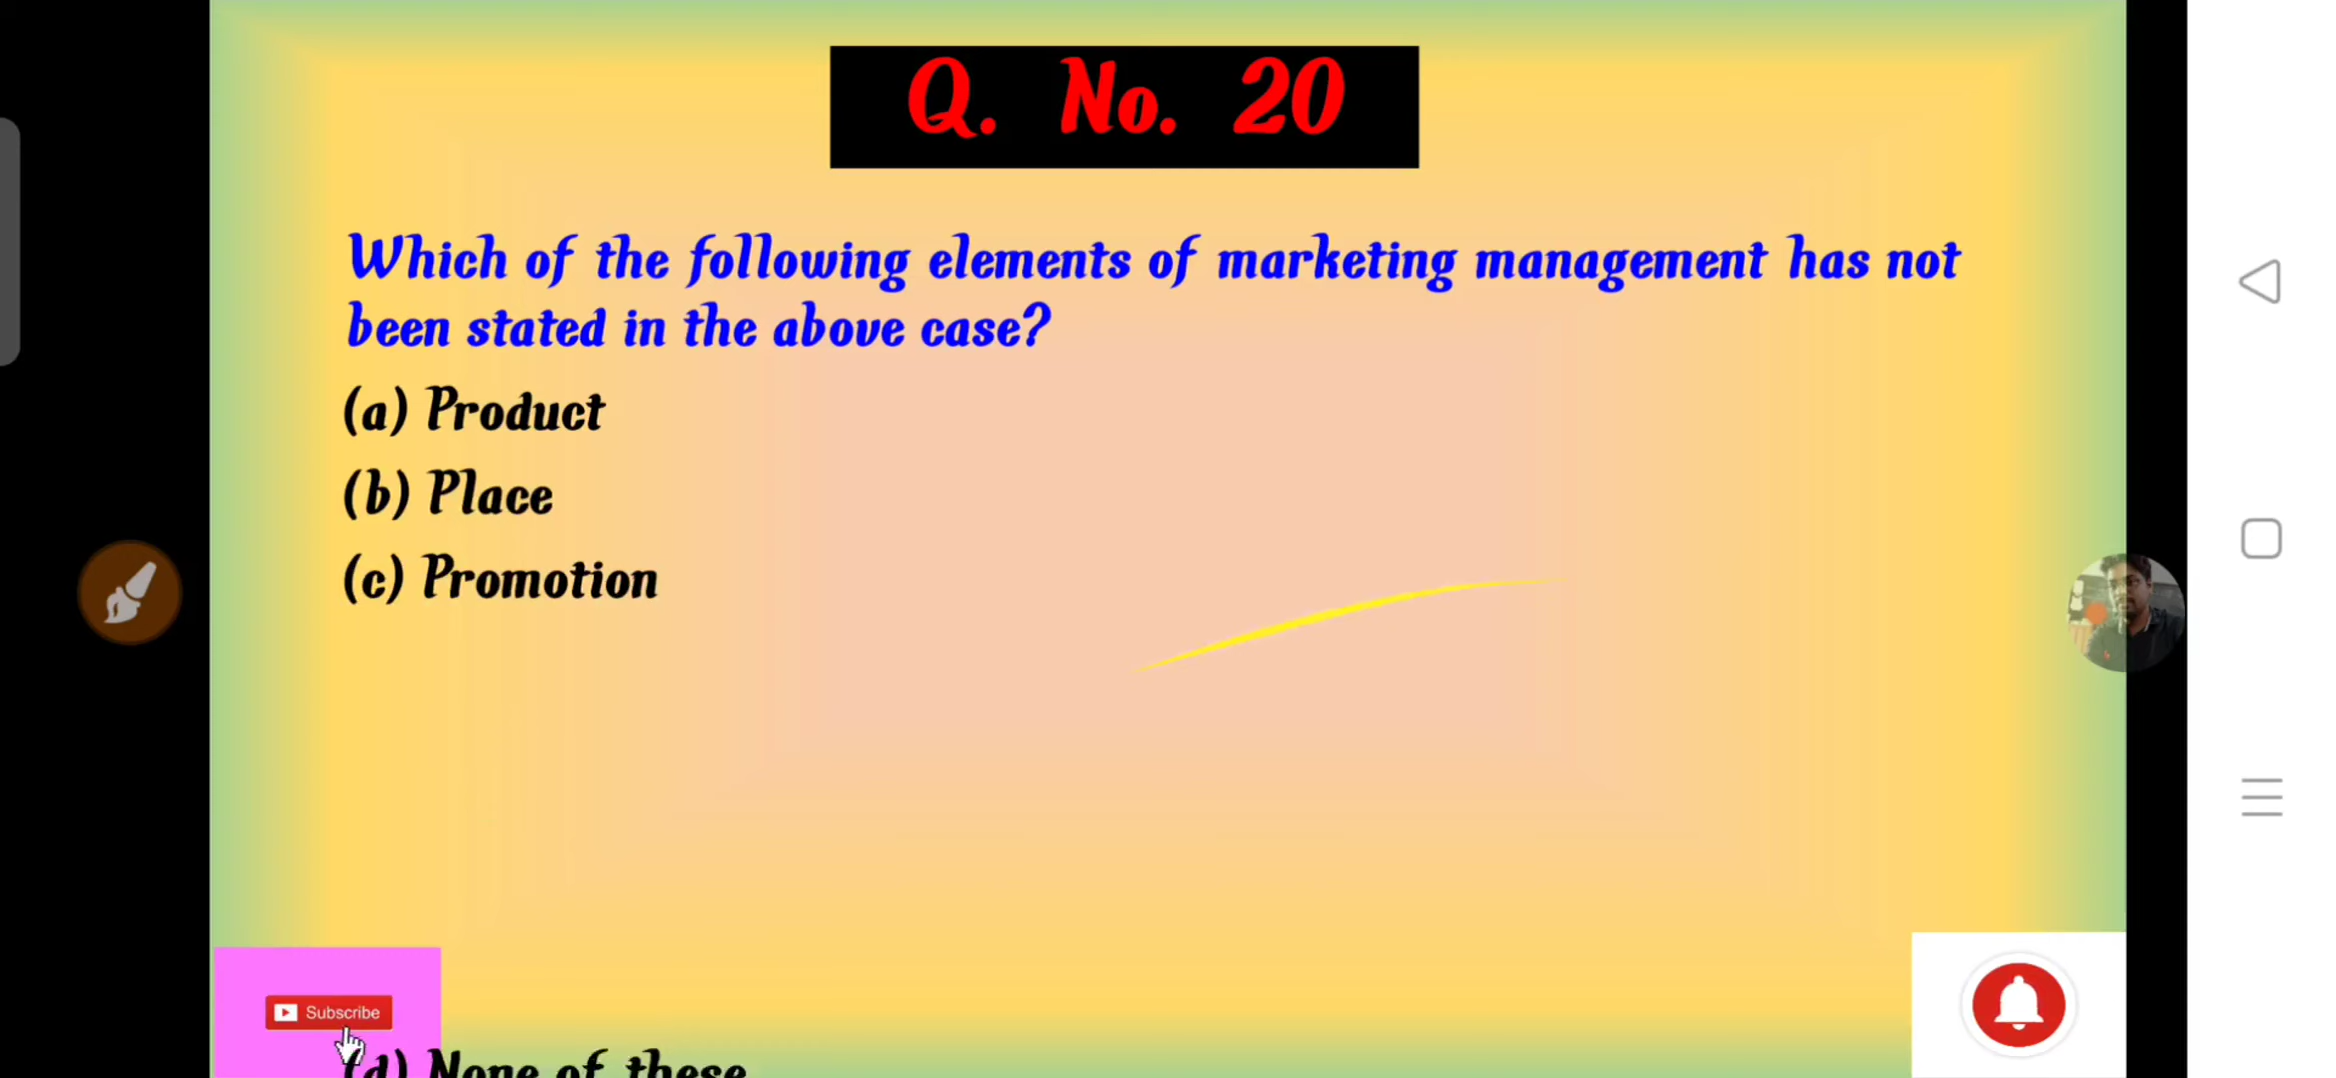 Q. No. 20
Which of the following elements of marketing management has not
been stated in the above case?
(a) Product
(b) Place
(c) Promotion
Subscribe
(d) None of these